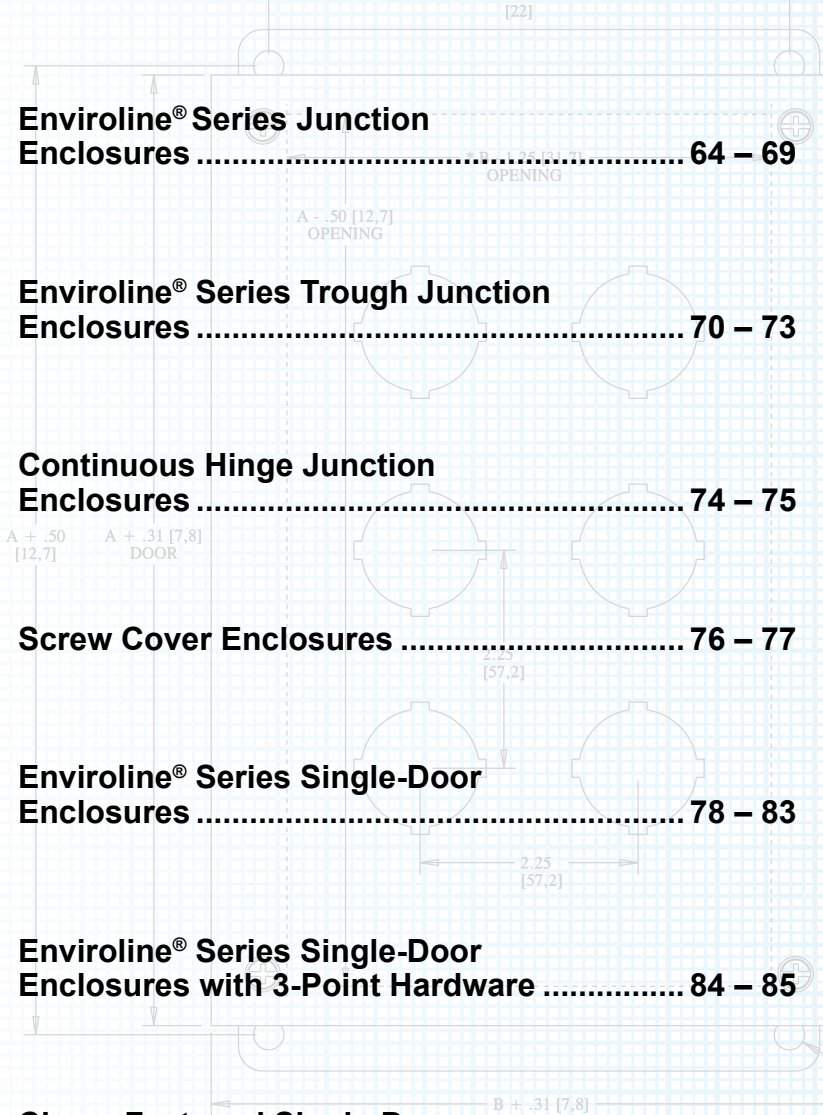 [22]
Enviroline® Series Junction
Enclosures ........................................................ 64 – 69
* B - 1.25 [31,7]
OPENING
A - .50 [12,7]
OPENING
Enviroline® Series Trough Junction
Enclosures ........................................................ 70 – 73
Continuous Hinge Junction
Enclosures ........................................................ 74 – 75
A + .50
[12,7]
A + .31 [7,8]
DOOR
Screw Cover Enclosures ................................ 76 – 77
2.25
[57,2]
Enviroline® Series Single-Door
Enclosures ........................................................ 78 – 83
2.25
[57,2]
Enviroline® Series Single-Door
Enclosures with 3-Point Hardware ................ 84 – 85
B + .31 [7,8]